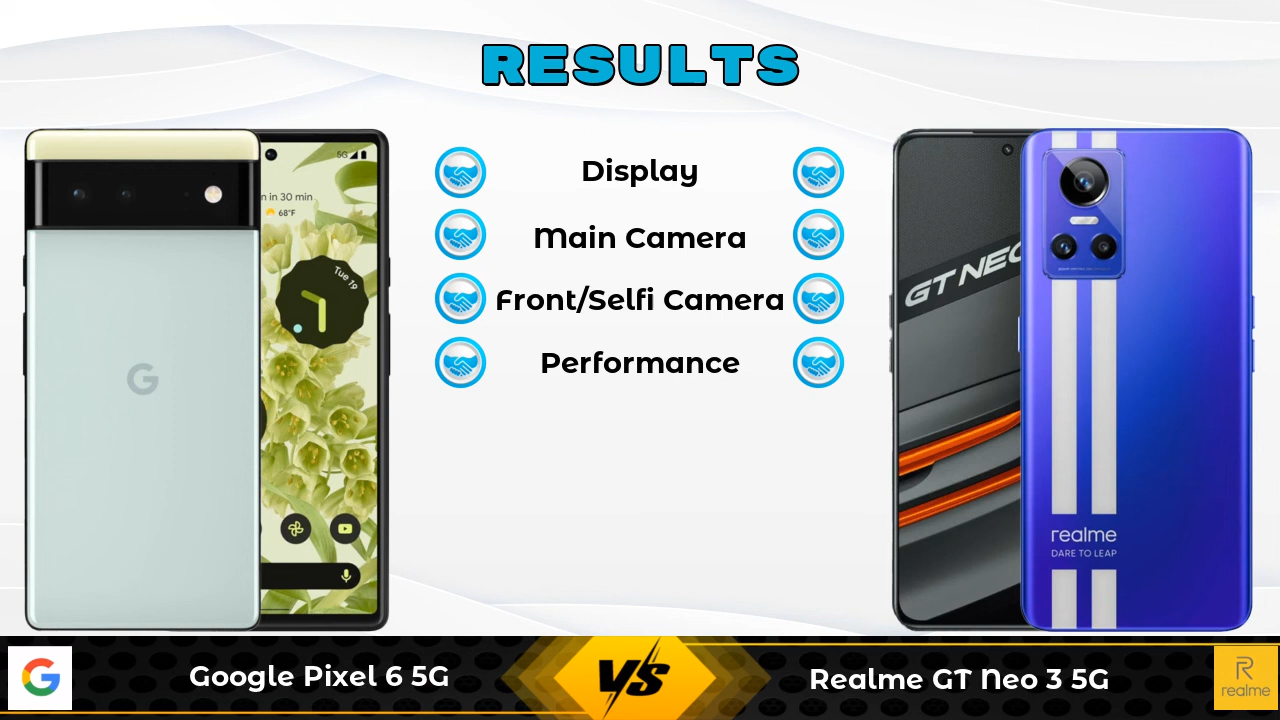 RESULTS
Display
Main Camera
Front/Selfi Camera
Performance
5G
n in 30 min
68°F
Tue 19
G
GT NEO
realme
DARE TO LEAP
Google Pixel 6 5G
VS
Realme GT Neo 3 5G
G
R
realme